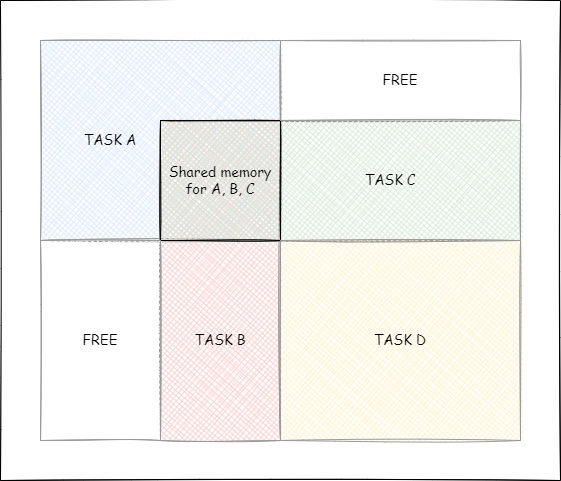 FREE
TASK A
Shared memory
for A, B, C
TASK C
FREE
TASK B
TASK D